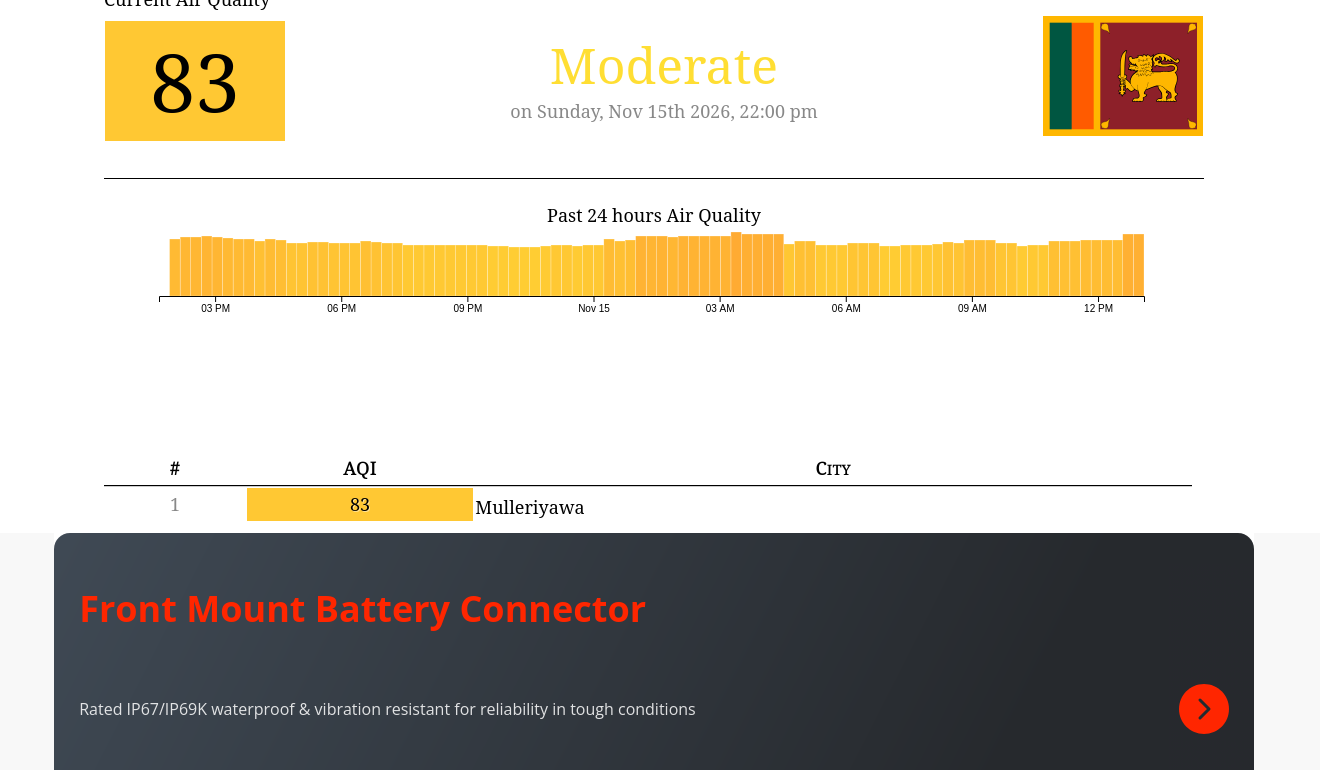 Current Air Quality
83
Moderate
on Sunday, Nov 15th 2026, 22:00 pm
Past 24 hours Air Quality
03 PM 06 PM 09 PM Nov 15 03 AM 06 AM 09 AM 12 PM
# AQI City
1 83 Mulleriyawa
Front Mount Battery Connector
Rated IP67/IP69K waterproof & vibration resistant for reliability in tough conditions